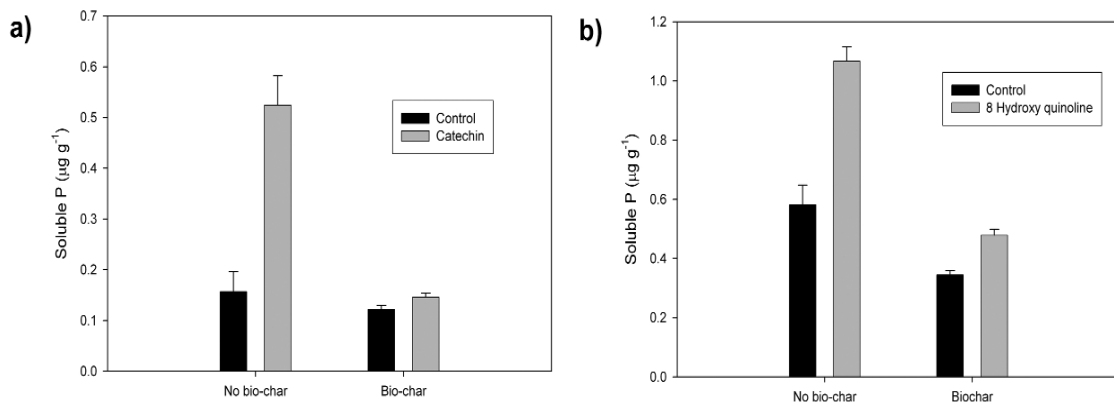 a)
0.7
0.6
0.5
0.4
0.3
0.2
0.1
0.0
Soluble P (µg g⁻¹)
Control
Catechin
No bio-char
Bio-char
b)
1.2
1.0
0.8
0.6
0.4
0.2
0.0
Soluble P (µg g⁻¹)
Control
8 Hydroxy quinoline
No bio-char
Biochar